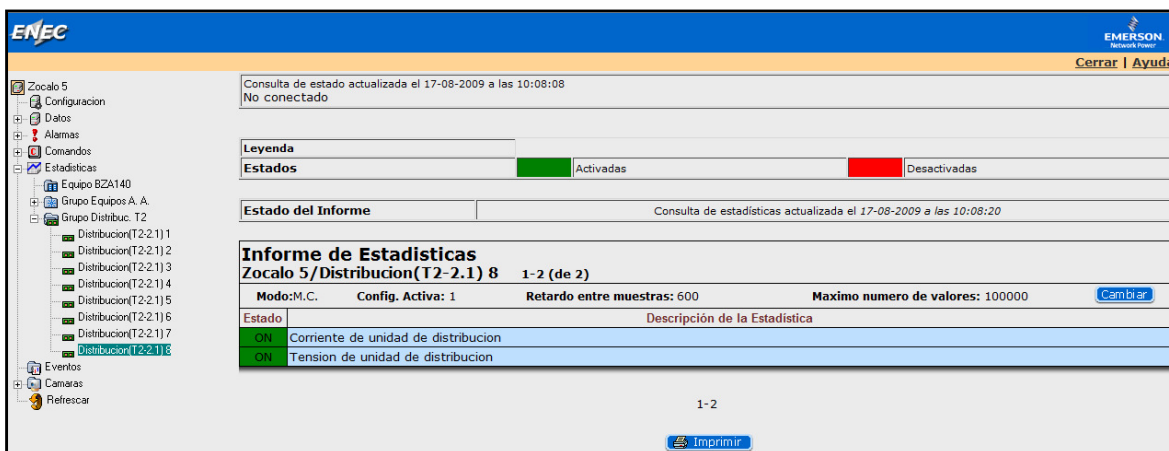 ENEC
EMERSON.
Network Power
Cerrar | Ayuda
Zocalo 5
Configuracion
Datos
Alarmas
Comandos
Estadisticas
Equipo BZA140
Grupo Equipos A. A.
Grupo Distribuc. T2
Distribucion(T2-2.1) 1
Distribucion(T2-2.1) 2
Distribucion(T2-2.1) 3
Distribucion(T2-2.1) 4
Distribucion(T2-2.1) 5
Distribucion(T2-2.1) 6
Distribucion(T2-2.1) 7
Distribucion(T2-2.1) 8
Eventos
Camaras
Refrescar
Consulta de estado actualizada el 17-08-2009 a las 10:08:08
No conectado
Leyenda
Estados Activadas Desactivadas
Estado del Informe Consulta de estadísticas actualizada el 17-08-2009 a las 10:08:20
Informe de Estadisticas
Zocalo 5/Distribucion(T2-2.1) 8 1-2 (de 2)
Modo:M.C. Config. Activa: 1 Retardo entre muestras: 600 Maximo numero de valores: 100000 Cambiar
Estado Descripción de la Estadística
ON Corriente de unidad de distribucion
ON Tension de unidad de distribucion
1-2
Imprimir